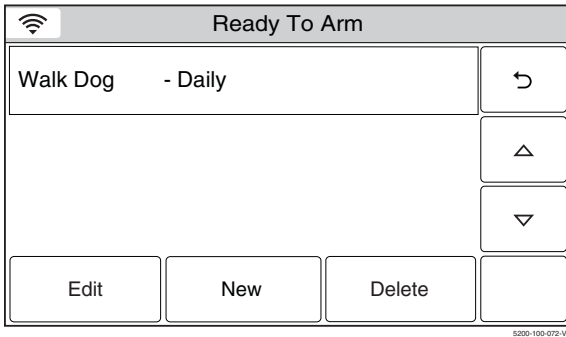 Ready To Arm
Walk Dog - Daily
Edit New Delete
5200-100-072-V